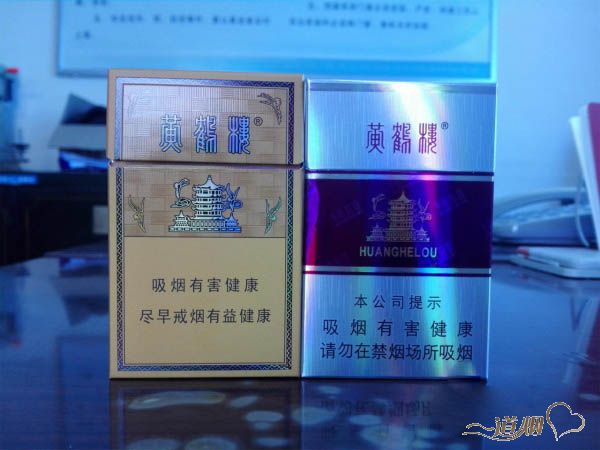 黄鹤楼®
吸烟有害健康
尽早戒烟有益健康
黄鹤楼®
HUANGHELOU
本公司提示
吸烟有害健康
请勿在禁烟场所吸烟
一道烟